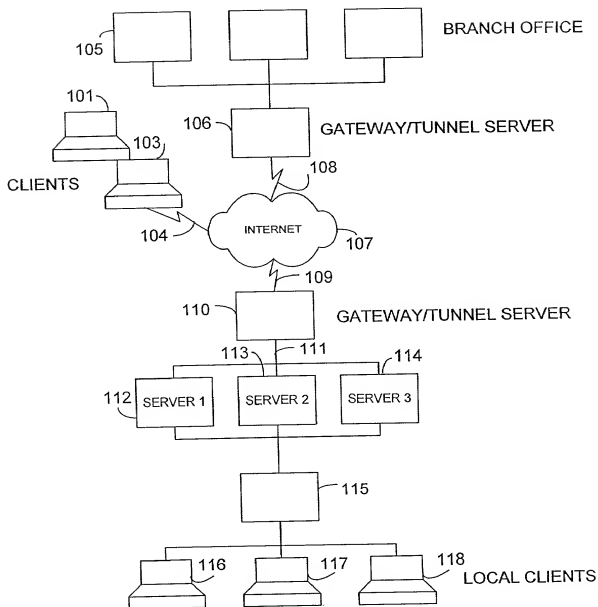 BRANCH OFFICE
105
101
106
GATEWAY/TUNNEL SERVER
103
108
CLIENTS
104
INTERNET
107
109
110
GATEWAY/TUNNEL SERVER
113
111
114
112
SERVER 1
SERVER 2
SERVER 3
115
116
117
118
LOCAL CLIENTS